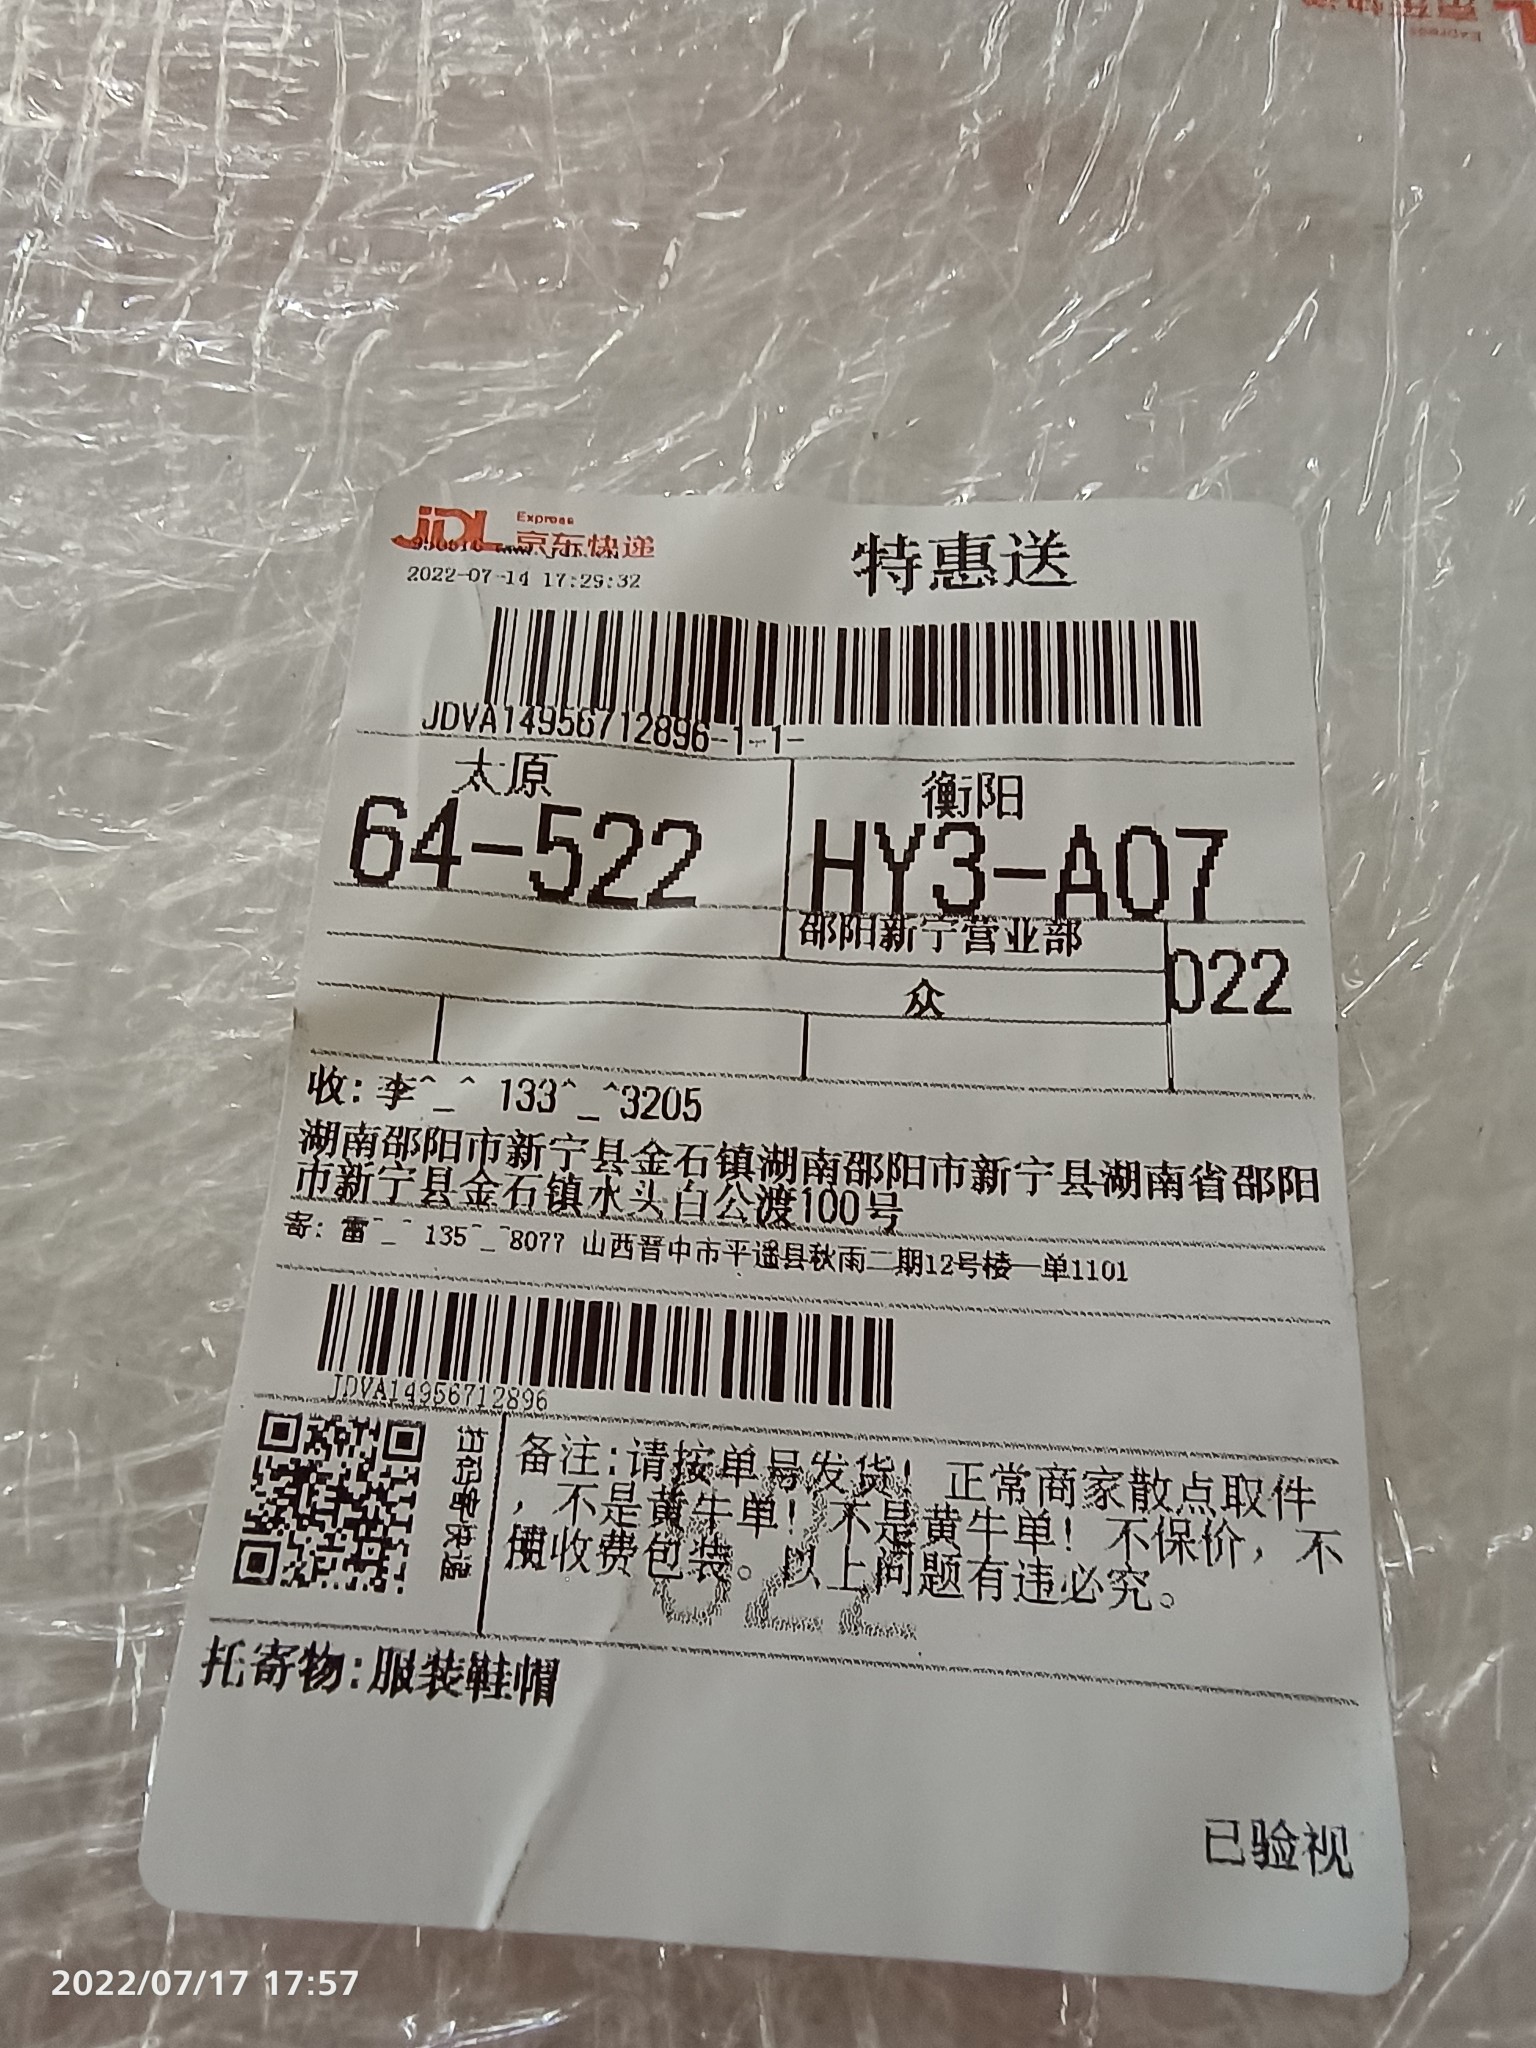 JDL Express
京东快递
2022-07-14 17:29:32
特惠送
JDVA14956712896-1-1-
太原
衡阳
64-522
HY3-A07
邵阳新宁营业部
022
众
收: 李^_^ 133^_^3205
湖南邵阳市新宁县金石镇湖南邵阳市新宁县湖南省邵阳
市新宁县金石镇水头白公渡100号
寄: 雷^_^ 135^_^8077 山西晋中市平遥县秋雨二期12号楼一单1101
JDVA14956712896
扫码寄快递
备注:请按单号发货! 正常商家散点取件
, 不是黄牛单! 不是黄牛单! 不保价, 不
使收费包装。以上问题有违必究。
022
托寄物:服装鞋帽
已验视
2022/07/17 17:57